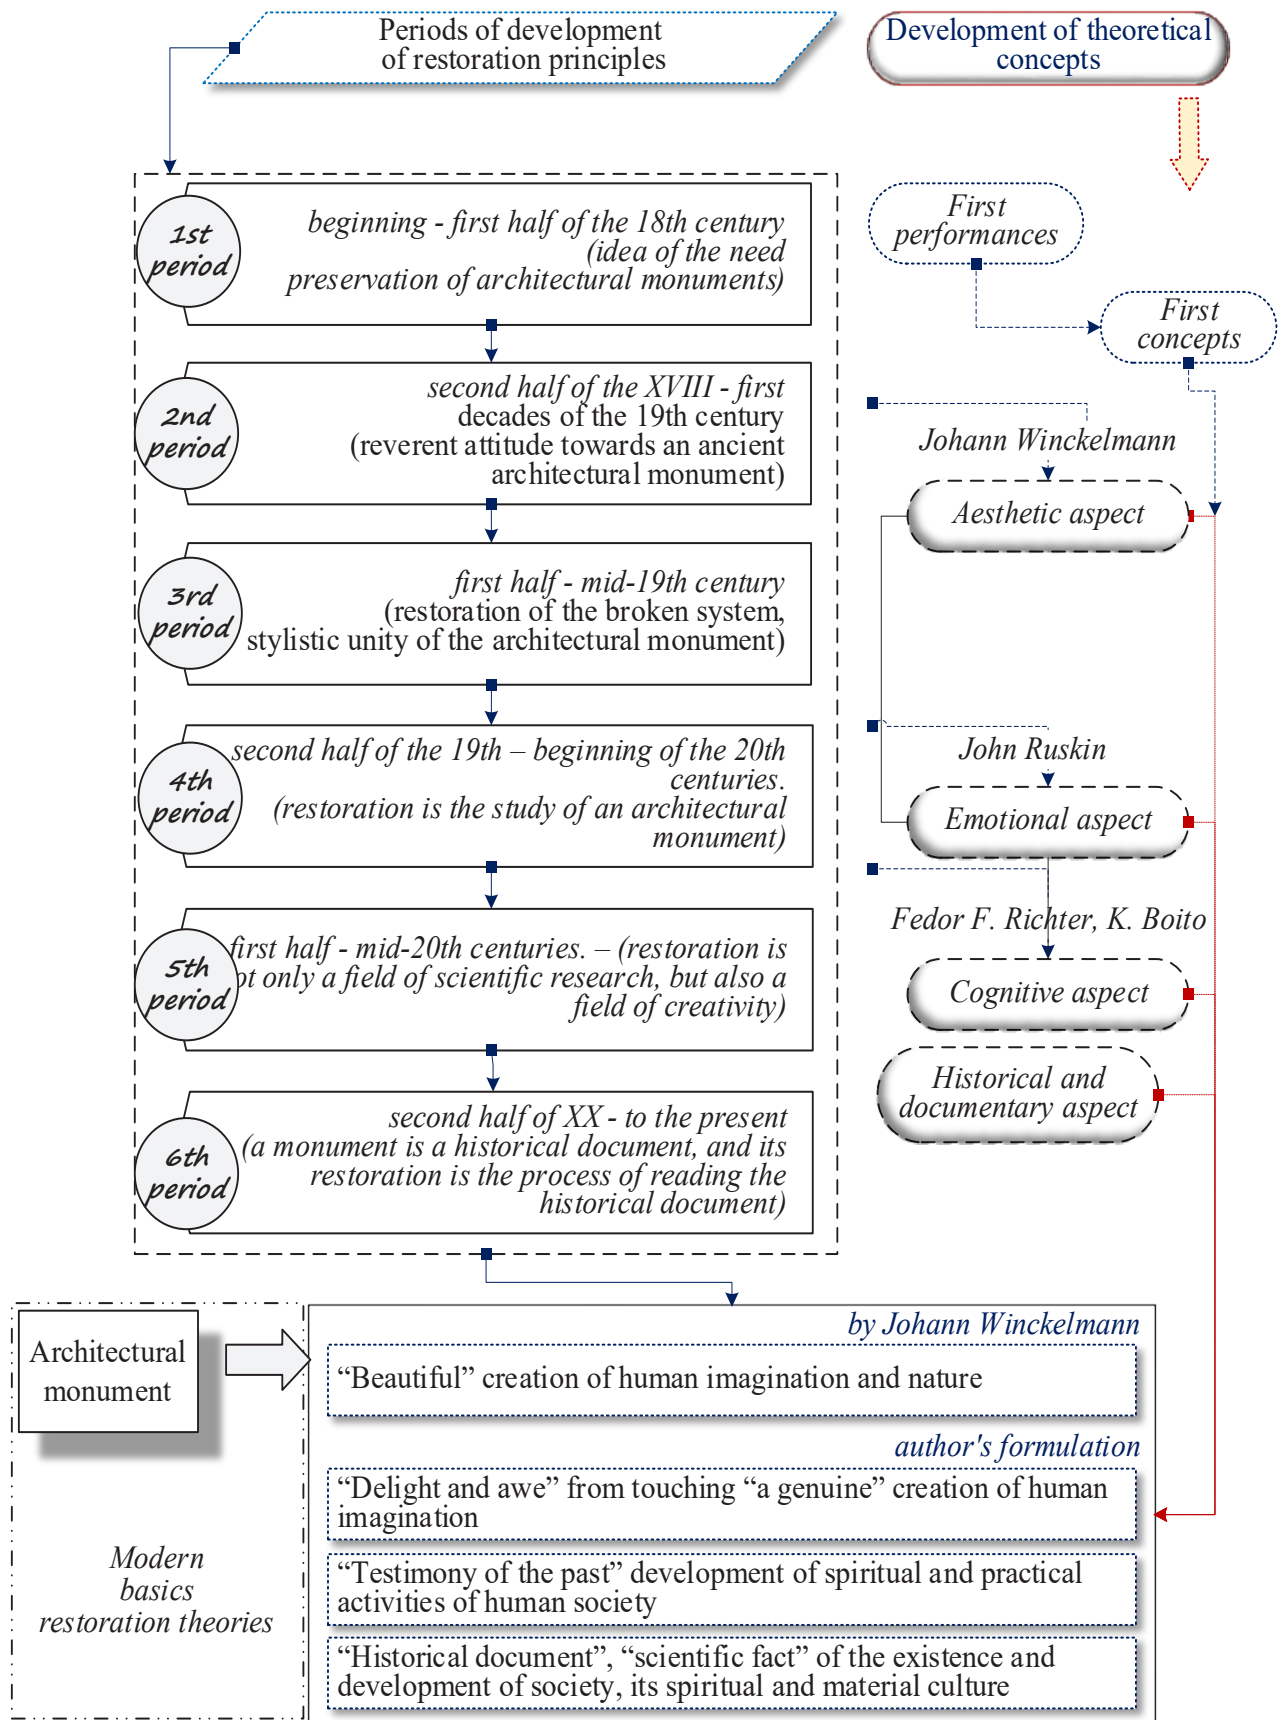 Periods of development
of restoration principles
Development of theoretical
concepts
1st
period
beginning - first half of the 18th century
(idea of the need
preservation of architectural monuments)
2nd
period
second half of the XVIII - first
decades of the 19th century
(reverent attitude towards an ancient
architectural monument)
3rd
period
first half - mid-19th century
(restoration of the broken system,
stylistic unity of the architectural monument)
4th
period
second half of the 19th – beginning of the 20th
centuries.
(restoration is the study of an architectural
monument)
5th
period
first half - mid-20th centuries. – (restoration is
ot only a field of scientific research, but also a
field of creativity)
6th
period
second half of XX - to the present
(a monument is a historical document, and its
restoration is the process of reading the
historical document)
First
performances
First
concepts
Johann Winckelmann
Aesthetic aspect
John Ruskin
Emotional aspect
Fedor F. Richter, K. Boito
Cognitive aspect
Historical and
documentary aspect
Architectural
monument
Modern
basics
restoration theories
by Johann Winckelmann
“Beautiful” creation of human imagination and nature
author's formulation
“Delight and awe” from touching “a genuine” creation of human
imagination
“Testimony of the past” development of spiritual and practical
activities of human society
“Historical document”, “scientific fact” of the existence and
development of society, its spiritual and material culture